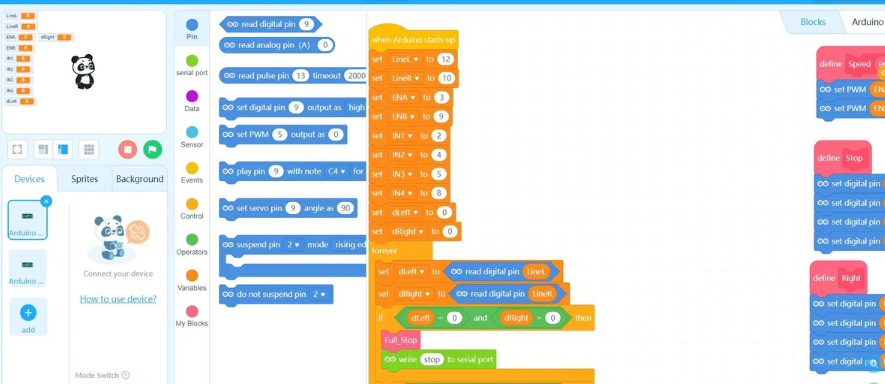 LineL 0
LineR 0
ENA 0 dRight 0
ENB 0
IN1 0
IN2 0
IN3 0
IN4 0
dLeft 0
Devices Sprites Background
Arduino ...
Arduino ...
add
Connect your device
How to use device?
Mode Switch ?
Pin
serial port
Data
Sensor
Events
Control
Operators
Variables
My Blocks
read digital pin 9
read analog pin (A) 0
read pulse pin 13 timeout 2000
set digital pin 9 output as high
set PWM 5 output as 0
play pin 9 with note C4 for
set servo pin 9 angle as 90
suspend pin 2 mode rising ed
do not suspend pin 2
when Arduino starts up
set LineL to 12
set LineR to 10
set ENA to 3
set ENB to 9
set IN1 to 2
set IN2 to 4
set IN3 to 5
set IN4 to 8
set dLeft to 0
set dRight to 0
forever
set dLeft to read digital pin LineL
set dRight to read digital pin LineR
if dLeft = 0 and dRight = 0 then
Full_Stop
write stop to serial port
Blocks Arduino
define Speed
set PWM EN
set PWM EN
define Stop
set digital pin
set digital pin
set digital pin
set digital pin
define Right
set digital pin
set digital pin
set digital pin
set digital pin